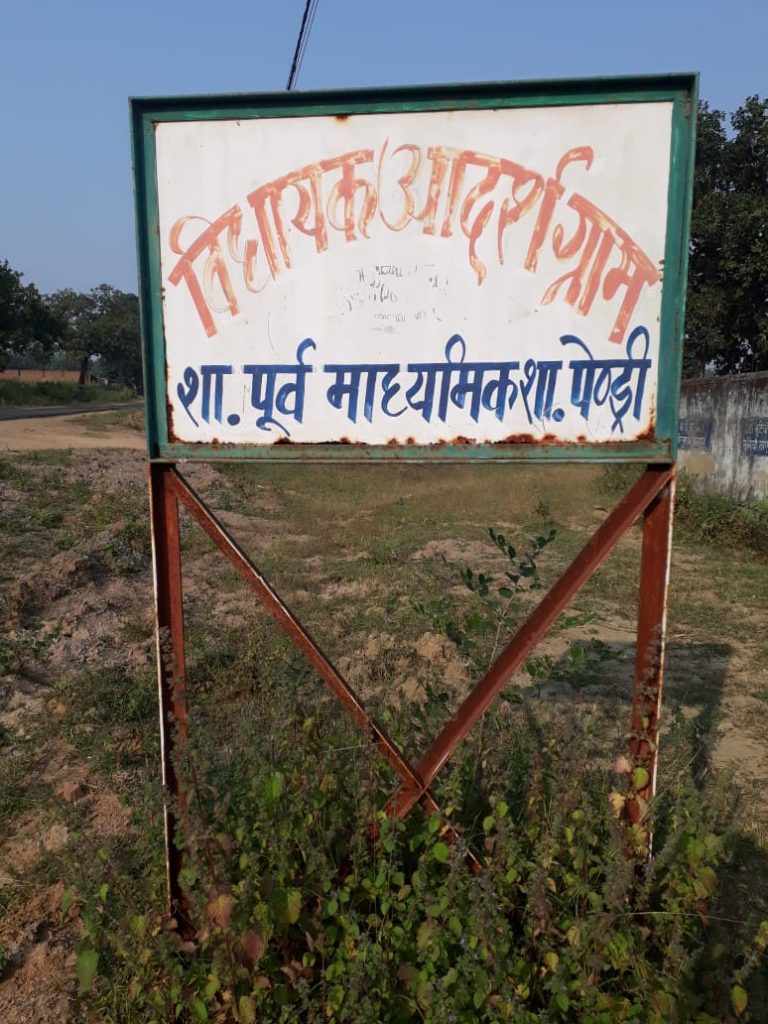 विधायक आदर्श ग्राम
शा. पूर्व माध्यमिक शा. पेण्ड्री